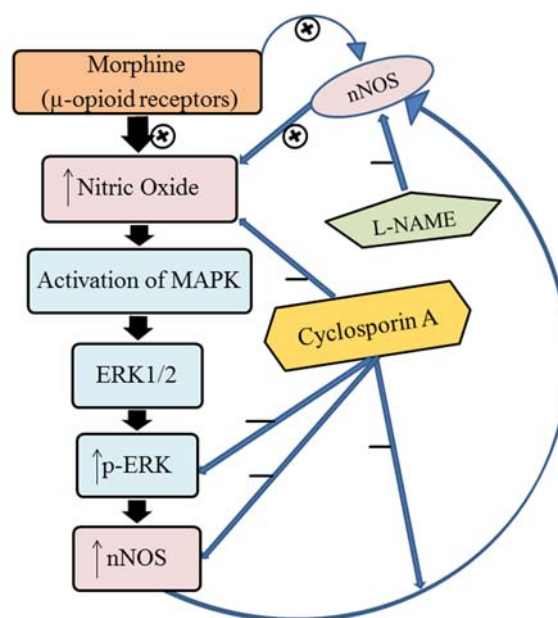 Morphine
(µ-opioid receptors)
nNOS
↑Nitric Oxide
L-NAME
Activation of MAPK
Cyclosporin A
ERK1/2
↑p-ERK
↑nNOS